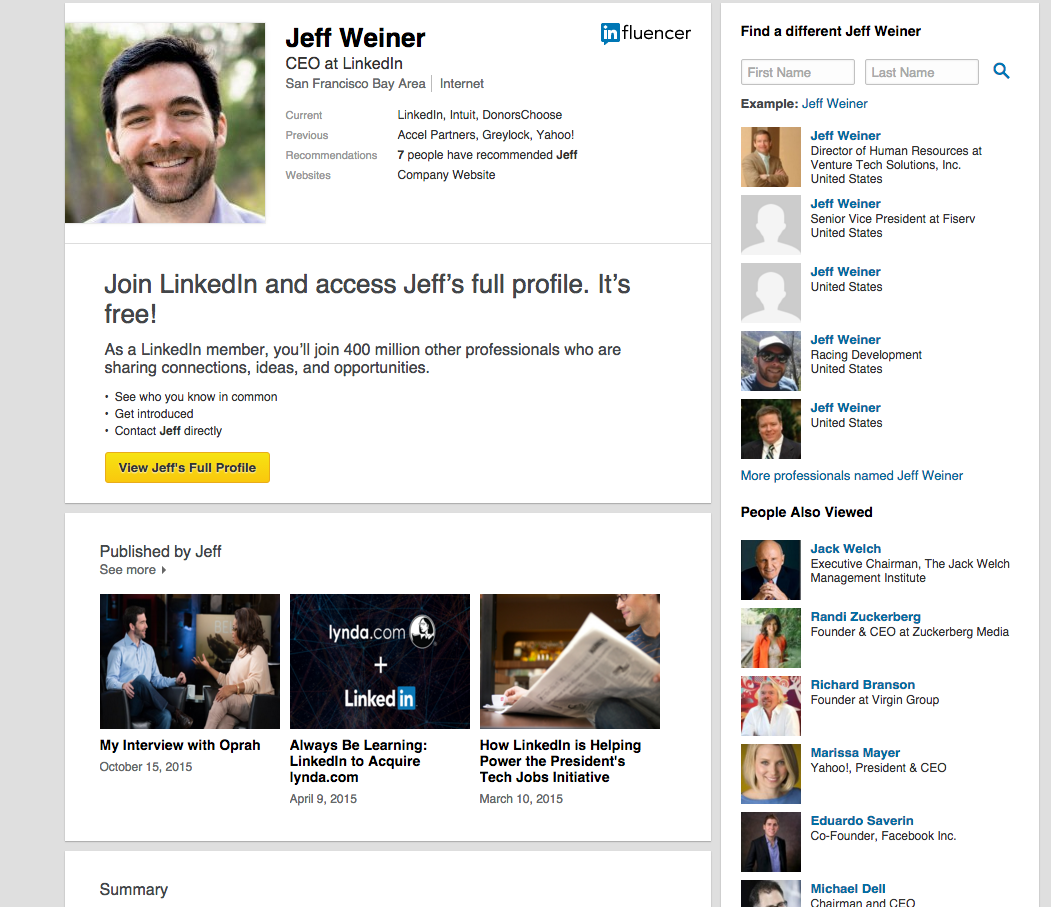 Jeff Weiner
influencer
CEO at LinkedIn
San Francisco Bay Area Internet
Current LinkedIn, Intuit, DonorsChoose
Previous Accel Partners, Greylock, Yahoo!
Recommendations 7 people have recommended Jeff
Websites Company Website
Join LinkedIn and access Jeff's full profile. It's
free!
As a LinkedIn member, you'll join 400 million other professionals who are
sharing connections, ideas, and opportunities.
• See who you know in common
• Get introduced
• Contact Jeff directly
View Jeff's Full Profile
Published by Jeff
See more
lynda.com
+
Linked in
My Interview with Oprah
October 15, 2015
Always Be Learning:
LinkedIn to Acquire
lynda.com
April 9, 2015
How LinkedIn is Helping
Power the President's
Tech Jobs Initiative
March 10, 2015
Summary
Find a different Jeff Weiner
First Name Last Name
Example: Jeff Weiner
Jeff Weiner
Director of Human Resources at
Venture Tech Solutions, Inc.
United States
Jeff Weiner
Senior Vice President at Fiserv
United States
Jeff Weiner
United States
Jeff Weiner
Racing Development
United States
Jeff Weiner
United States
More professionals named Jeff Weiner
People Also Viewed
Jack Welch
Executive Chairman, The Jack Welch
Management Institute
Randi Zuckerberg
Founder & CEO at Zuckerberg Media
Richard Branson
Founder at Virgin Group
Marissa Mayer
Yahoo!, President & CEO
Eduardo Saverin
Co-Founder, Facebook Inc.
Michael Dell
Chairman and CEO